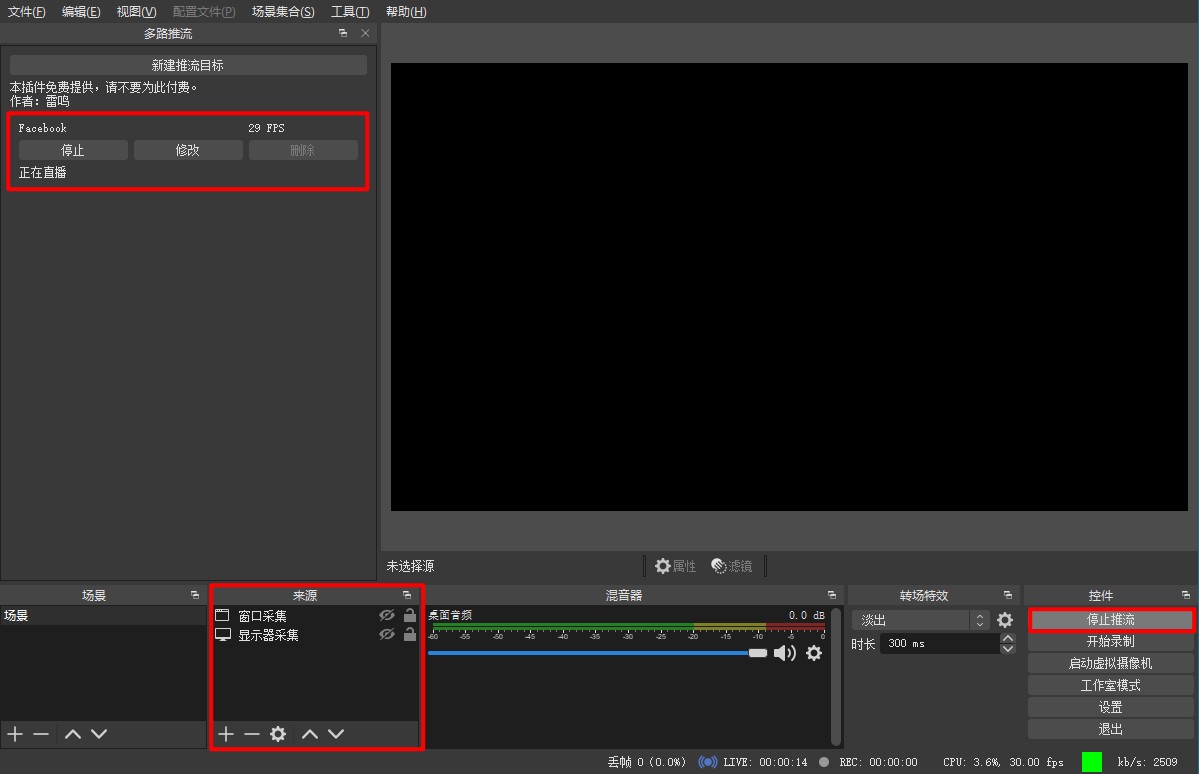 文件(F) 编辑(E) 视图(V) 配置文件(P) 场景集合(S) 工具(T) 帮助(H)
多路推流
新建推流目标
本插件免费提供，请不要为此付费。
作者：雷鸣
Facebook 29 FPS
停止 修改 删除
正在直播
未选择源 属性 滤镜
场景
场景
来源
窗口采集
显示器采集
混音器
桌面音频 0.0 dB
-60 -55 -50 -45 -40 -35 -30 -25 -20 -15 -10 -5 0
转场特效
淡出
时长 300 ms
控件
停止推流
开始录制
启动虚拟摄像机
工作室模式
设置
退出
丢帧 0 (0.0%) LIVE: 00:00:14 REC: 00:00:00 CPU: 3.6%, 30.00 fps kb/s: 2509